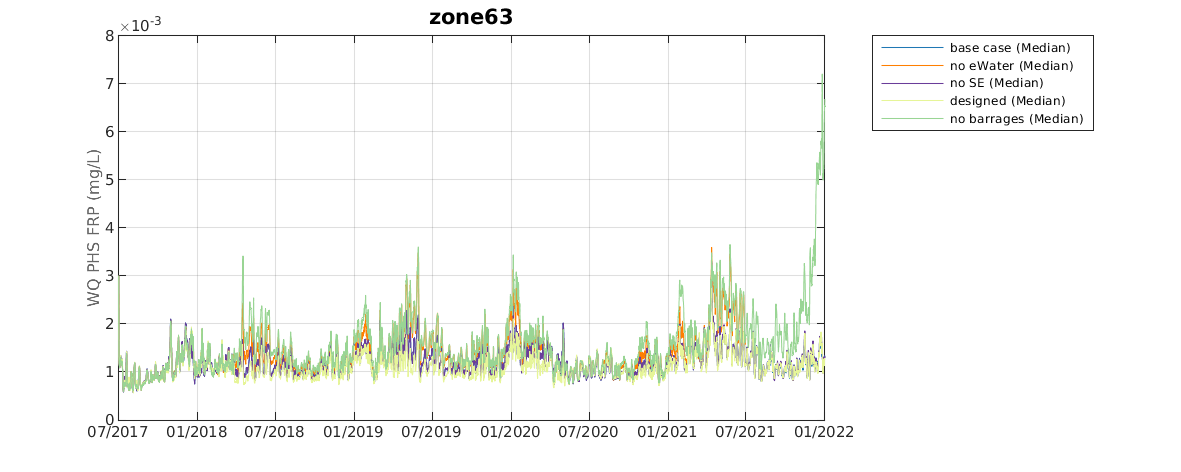 zone63
×10-3
8
7
6
5
4
3
2
1
0
WQ PHS FRP (mg/L)
07/2017 01/2018 07/2018 01/2019 07/2019 01/2020 07/2020 01/2021 07/2021 01/2022
base case (Median)
no eWater (Median)
no SE (Median)
designed (Median)
no barrages (Median)